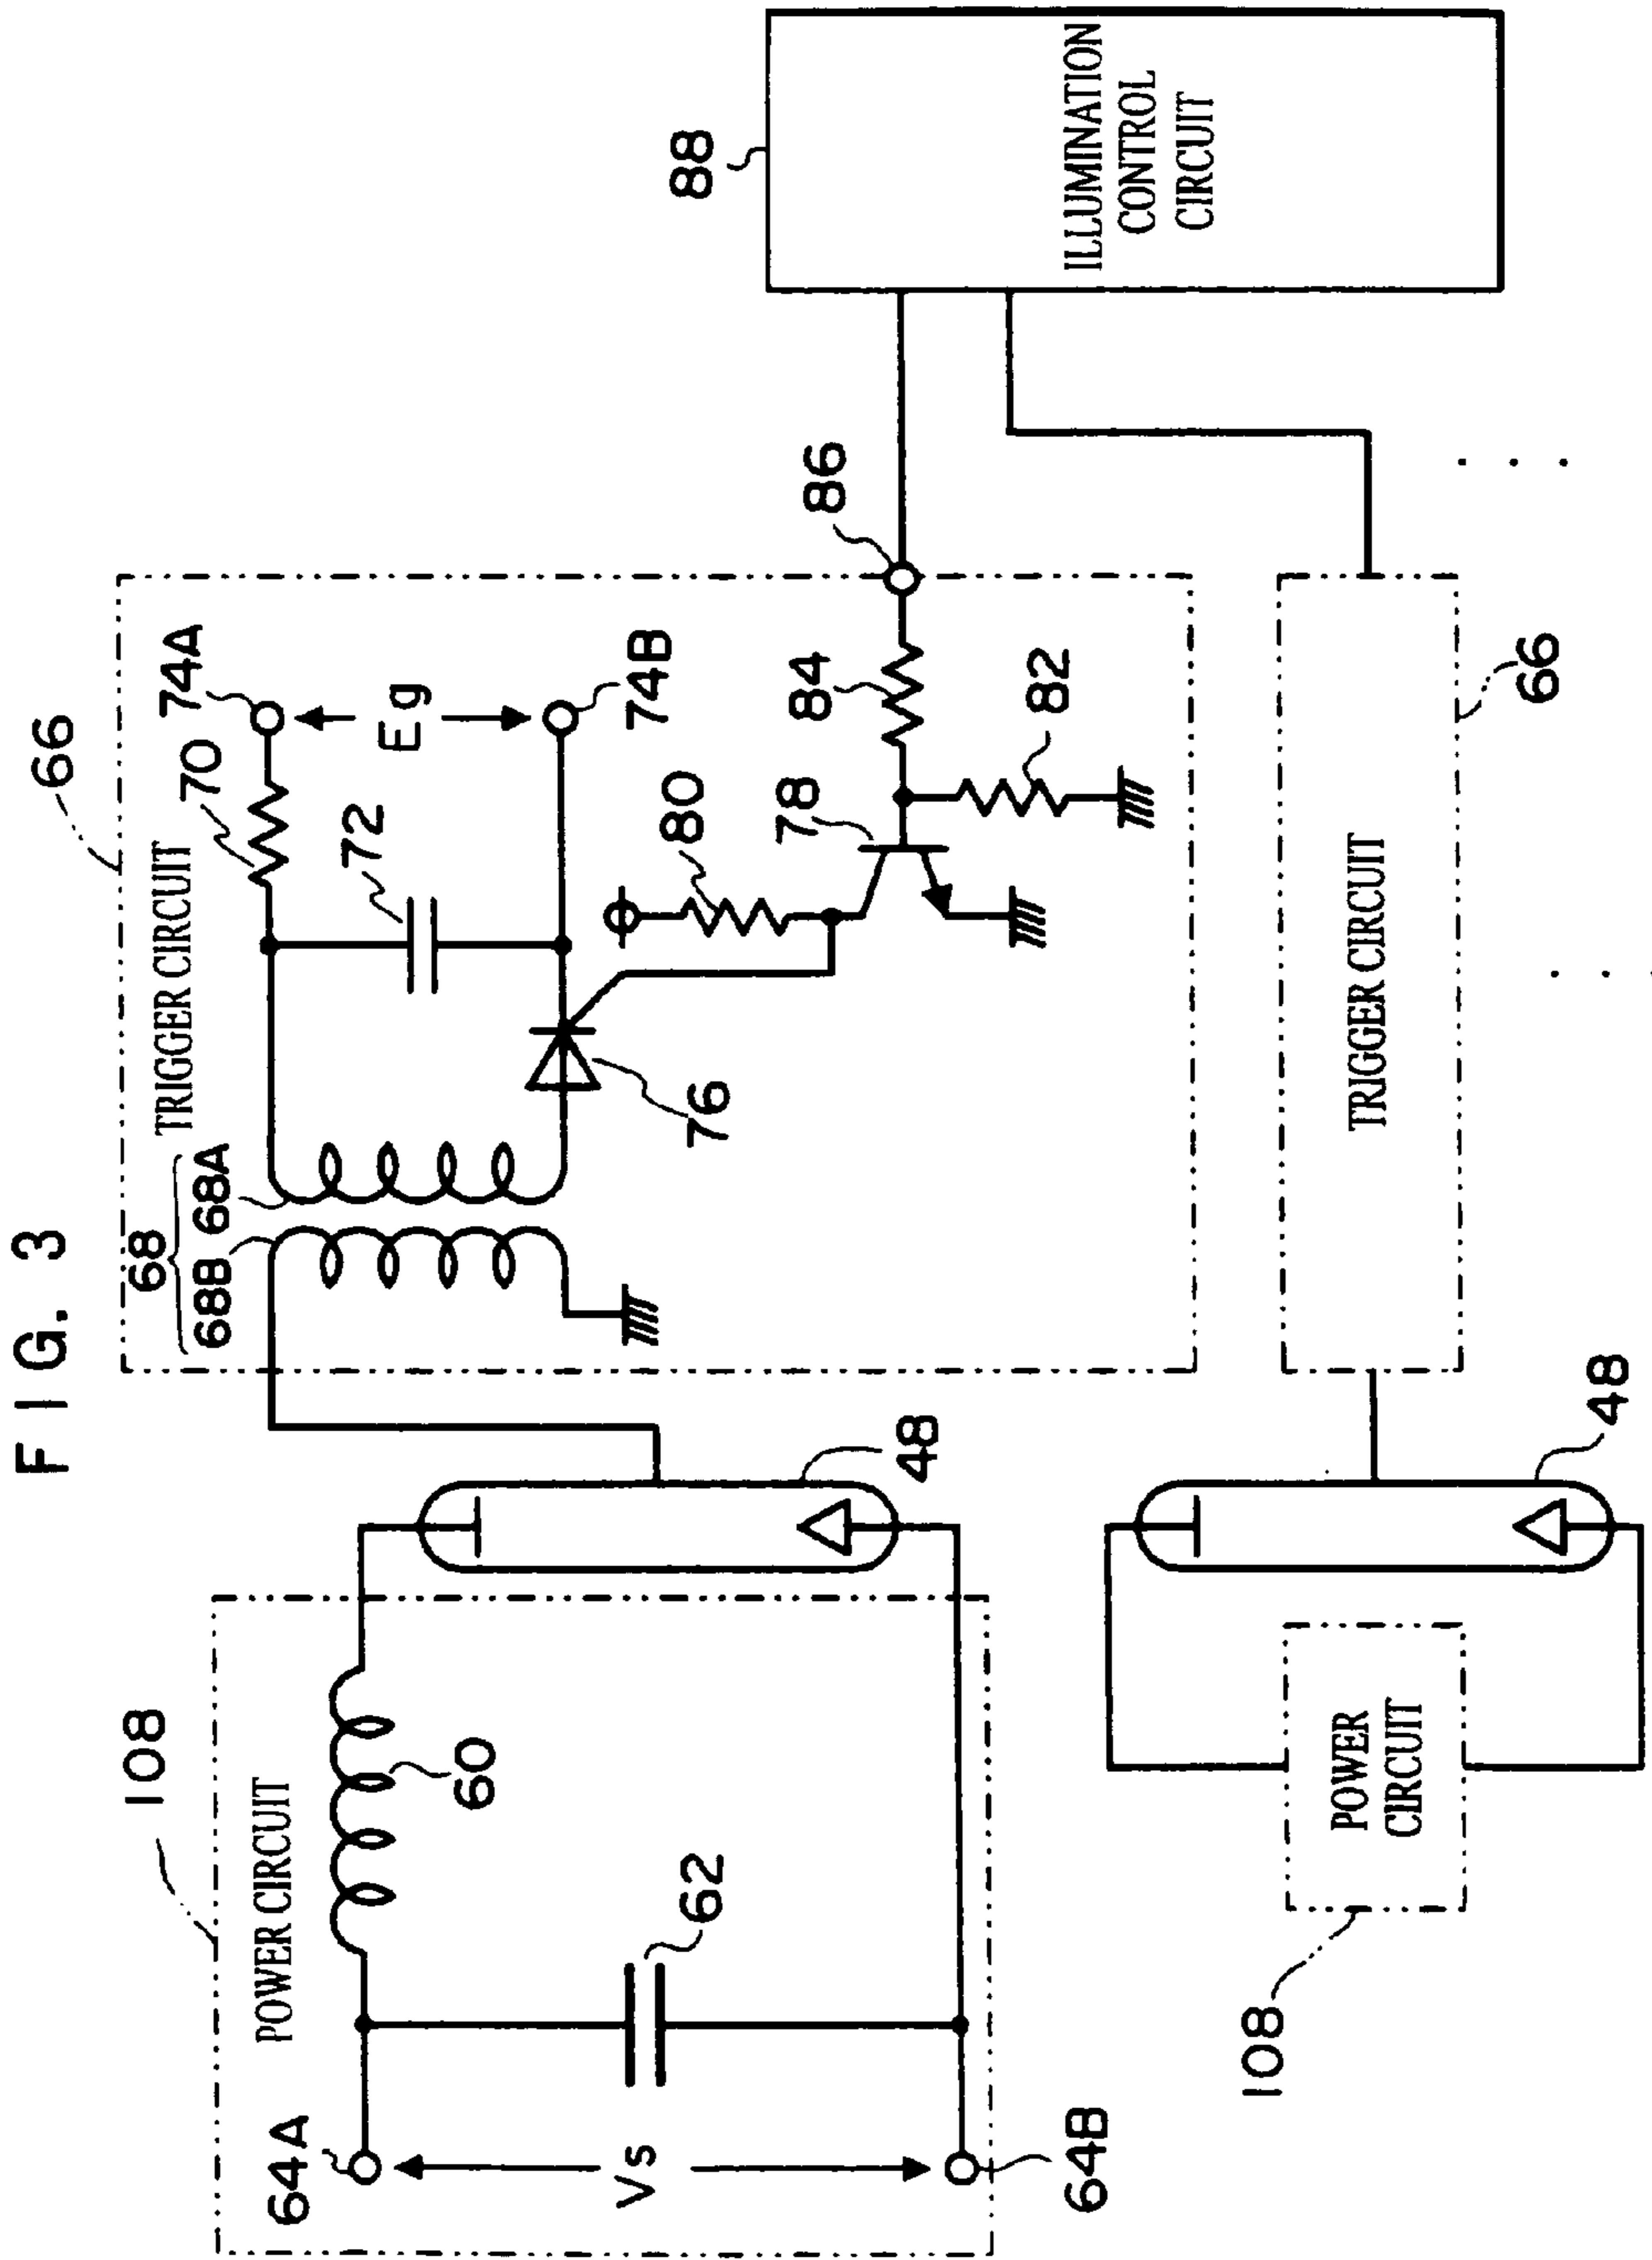 FIG. 3
108
POWER CIRCUIT
64A
Vs
64B
62
60
48
66
TRIGGER CIRCUIT
68
68B 68A
70
74A
72
Eg
74B
76
80
78
84
82
86
88
ILLUMINATION
CONTROL
CIRCUIT
108
POWER
CIRCUIT
48
TRIGGER CIRCUIT
66